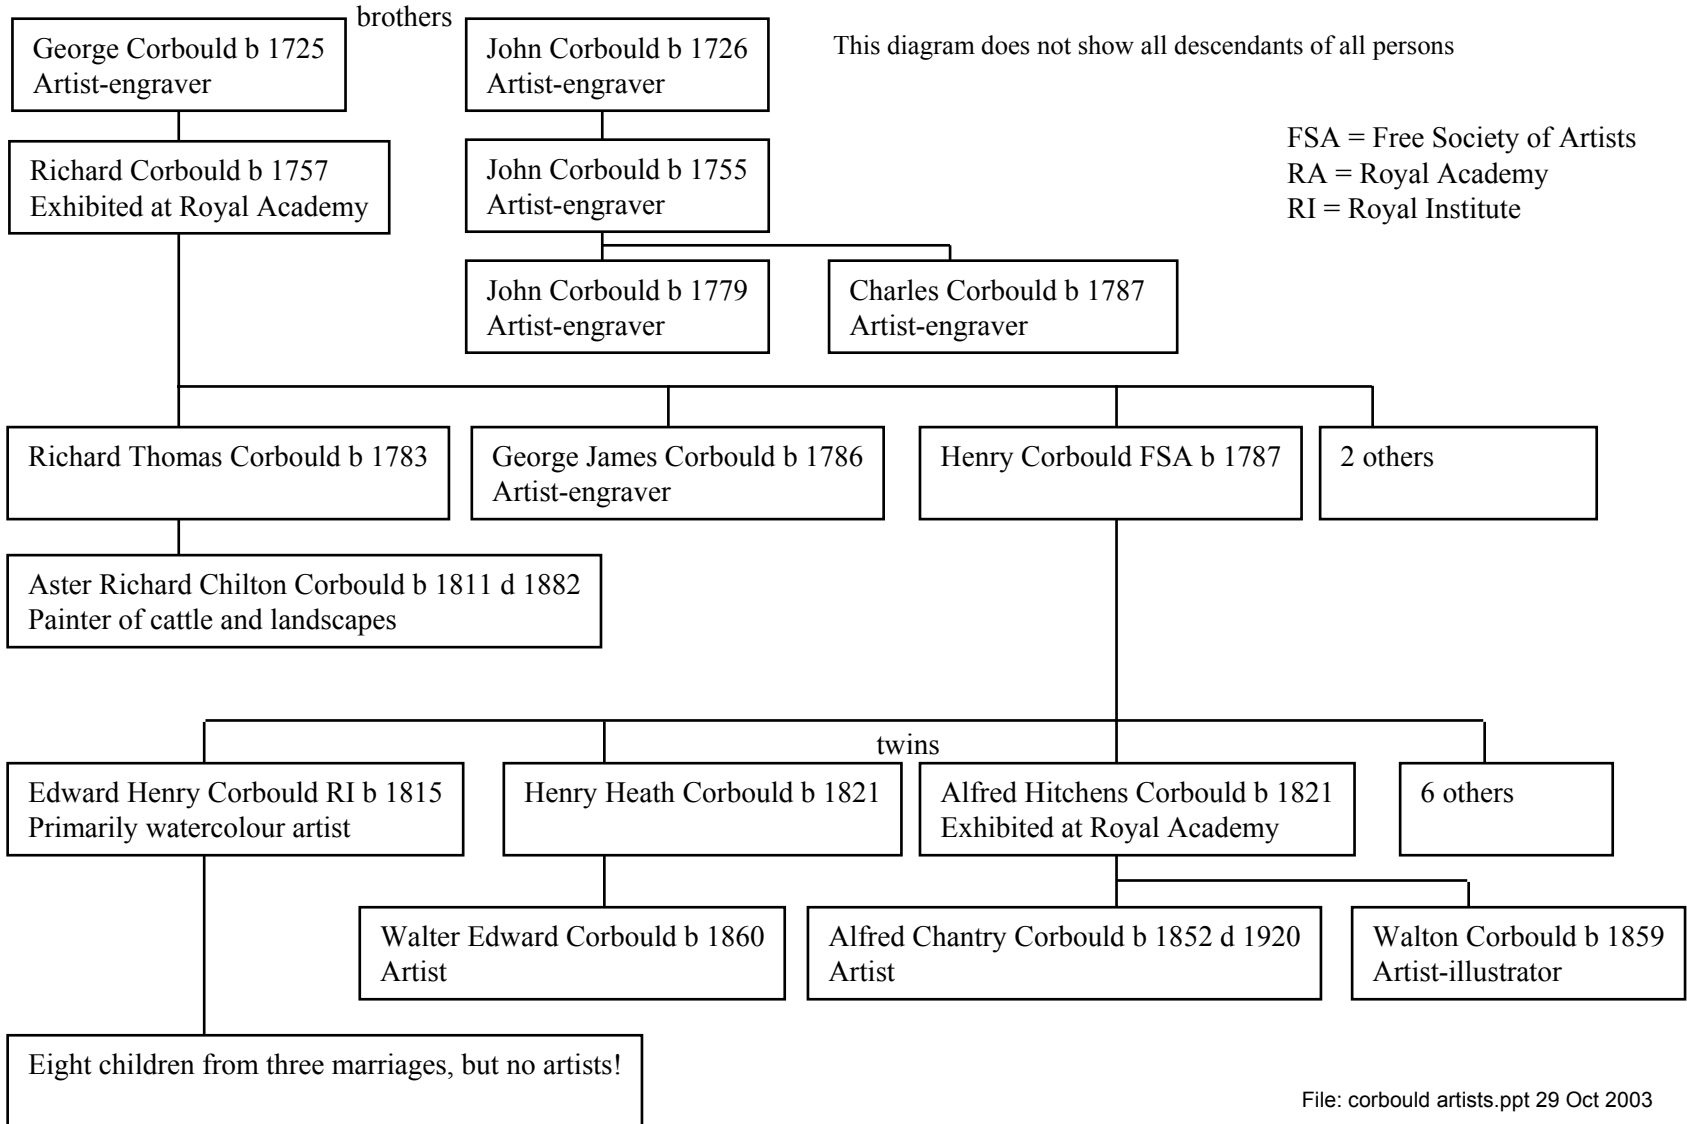 brothers
George Corbould b 1725
Artist-engraver
John Corbould b 1726
Artist-engraver
This diagram does not show all descendants of all persons
Richard Corbould b 1757
Exhibited at Royal Academy
John Corbould b 1755
Artist-engraver
FSA = Free Society of Artists
RA = Royal Academy
RI = Royal Institute
John Corbould b 1779
Artist-engraver
Charles Corbould b 1787
Artist-engraver
Richard Thomas Corbould b 1783
George James Corbould b 1786
Artist-engraver
Henry Corbould FSA b 1787
2 others
Aster Richard Chilton Corbould b 1811 d 1882
Painter of cattle and landscapes
twins
Edward Henry Corbould RI b 1815
Primarily watercolour artist
Henry Heath Corbould b 1821
Alfred Hitchens Corbould b 1821
Exhibited at Royal Academy
6 others
Walter Edward Corbould b 1860
Artist
Alfred Chantry Corbould b 1852 d 1920
Artist
Walton Corbould b 1859
Artist-illustrator
Eight children from three marriages, but no artists!
File: corbould artists.ppt 29 Oct 2003